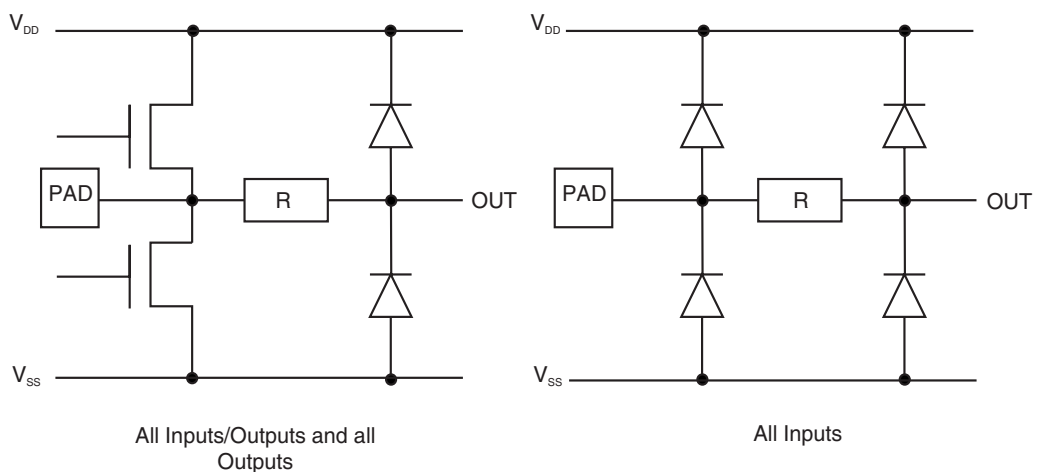 V_DD
PAD
R
OUT
V_SS
All Inputs/Outputs and all
Outputs
V_DD
PAD
R
OUT
V_SS
All Inputs